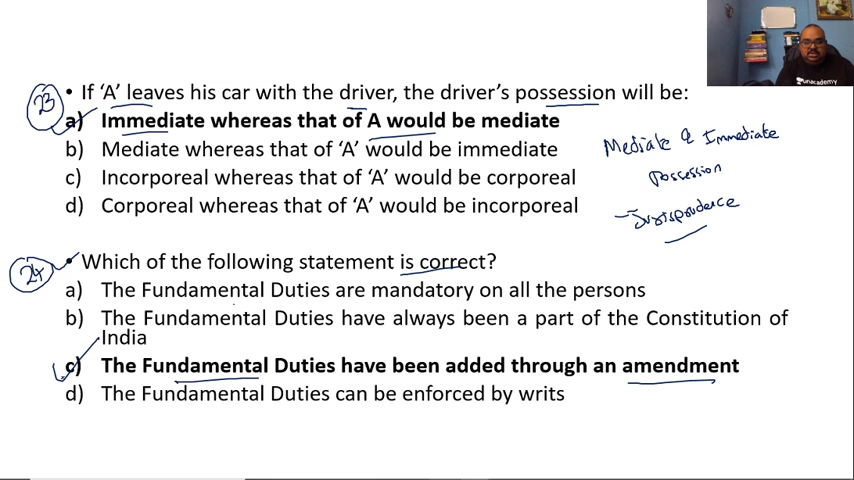 unacademy
23
• If ‘A’ leaves his car with the driver, the driver’s possession will be:
a) Immediate whereas that of A would be mediate
b) Mediate whereas that of ‘A’ would be immediate
c) Incorporeal whereas that of ‘A’ would be corporeal
d) Corporeal whereas that of ‘A’ would be incorporeal
Mediate & Immediate
Possession
- Jurisprudence
24
• Which of the following statement is correct?
a) The Fundamental Duties are mandatory on all the persons
b) The Fundamental Duties have always been a part of the Constitution of
India
c) The Fundamental Duties have been added through an amendment
d) The Fundamental Duties can be enforced by writs